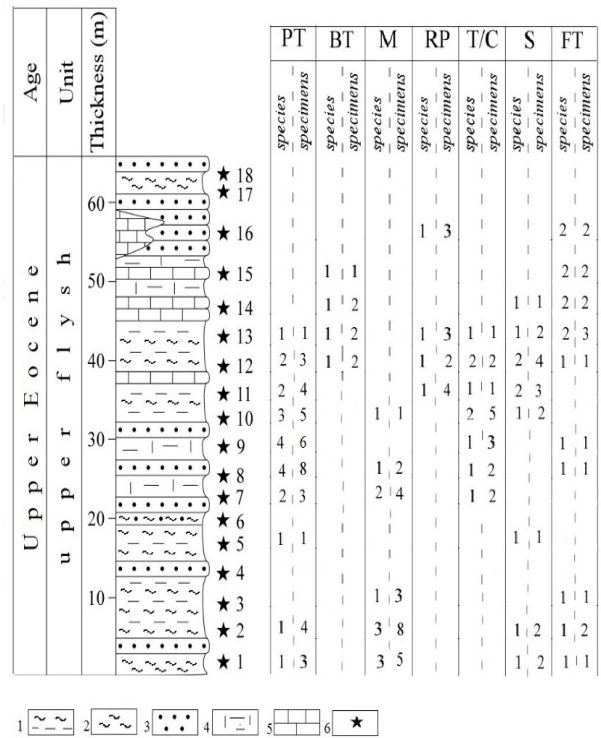 Age
Unit
Thickness (m)
PT BT M RP T/C S FT
species specimens species specimens species specimens species specimens species specimens species specimens species specimens
Upper Eocene
upper flysh
18
17
60
16 1 3 2 2
50 15 1 1 2 2
14 1 2 1 1 2 2
13 1 1 1 2 1 3 1 1 1 2 2 3
40 12 2 3 1 2 1 2 2 2 2 4 1 1
11 2 4 1 4 1 1 2 3
10 3 5 1 1 2 5 1 2
30 9 4 6 1 3 1 1
8 4 8 1 2 1 2 1 1
7 2 3 2 4 1 2
20 6
5 1 1 1 1
4
10 3 1 3 1 1
2 1 4 3 8 1 2 1 2
1 1 3 3 5 1 2 1 1
1 2 3 4 5 6